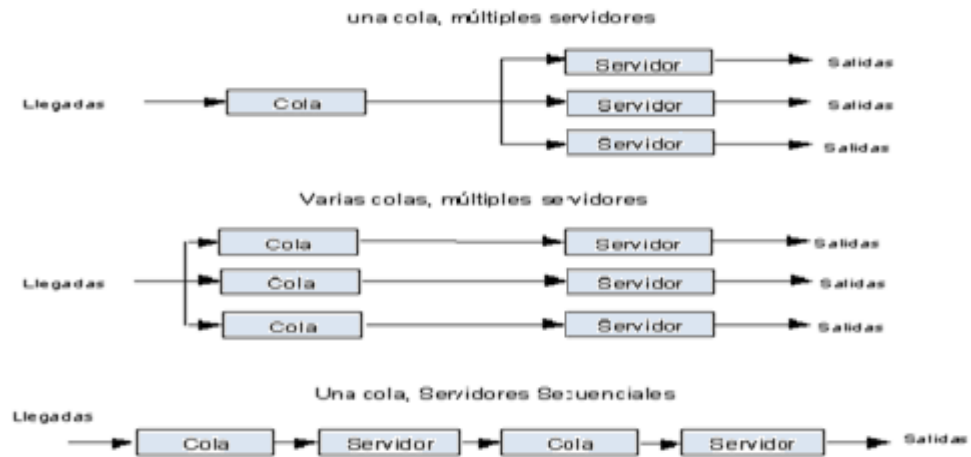 una cola, múltiples servidores
Servidor
Salidas
Llegadas
Cola
Servidor
Salidas
Servidor
Salidas
Varias colas, múltiples servidores
Cola
Servidor
Salidas
Llegadas
Cola
Servidor
Salidas
Cola
Servidor
Salidas
Una cola, Servidores Secuenciales
Llegadas
Cola
Servidor
Cola
Servidor
Salidas